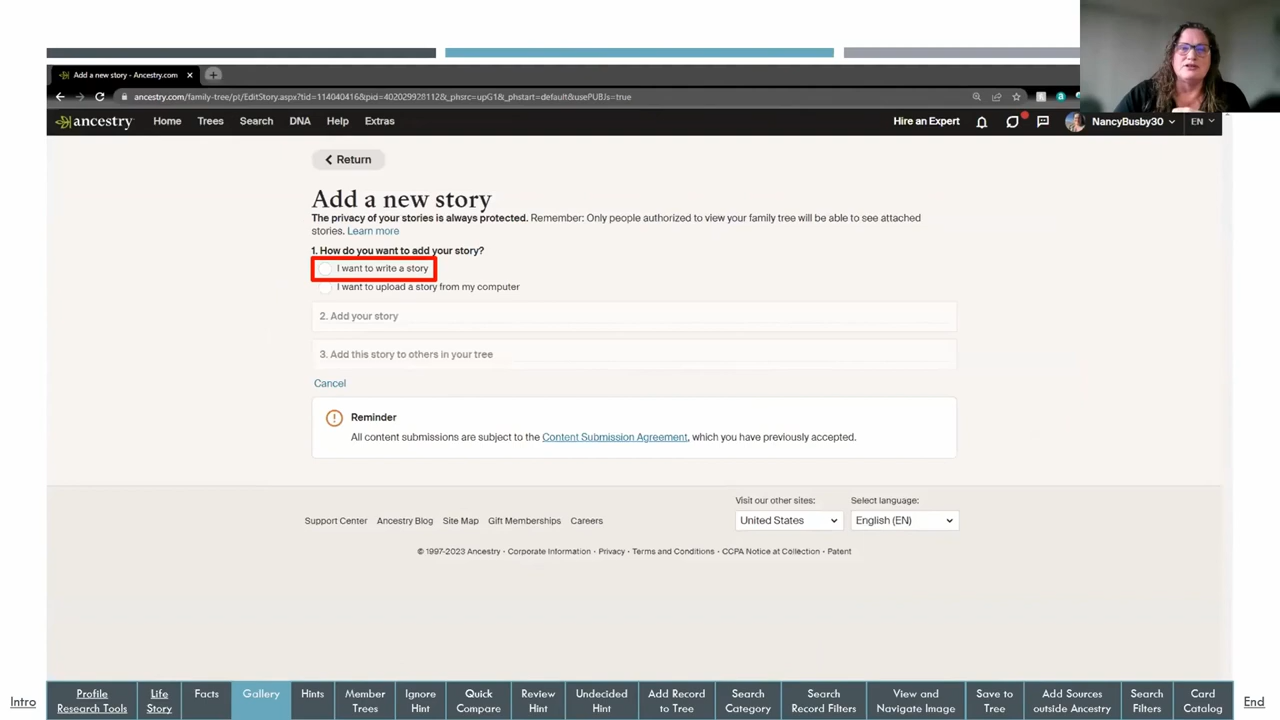 Add a new story - Ancestry.com
ancestry.com/family-tree/pt/EditStory.aspx?tid=114040416&pid=402029928112&_phsrc=upG1&_phstart=default&usePUBJs=true
ancestry Home Trees Search DNA Help Extras Hire an Expert NancyBusby30 EN
Return
Add a new story
The privacy of your stories is always protected. Remember: Only people authorized to view your family tree will be able to see attached
stories. Learn more
1. How do you want to add your story?
I want to write a story
I want to upload a story from my computer
2. Add your story
3. Add this story to others in your tree
Cancel
Reminder
All content submissions are subject to the Content Submission Agreement, which you have previously accepted.
Visit our other sites: Select language:
United States English (EN)
Support Center Ancestry Blog Site Map Gift Memberships Careers
© 1997-2023 Ancestry · Corporate Information · Privacy · Terms and Conditions · CCPA Notice at Collection · Patent
Intro
Profile
Research Tools
Life
Story
Facts
Gallery
Hints
Member
Trees
Ignore
Hint
Quick
Compare
Review
Hint
Undecided
Hint
Add Record
to Tree
Search
Category
Search
Record Filters
View and
Navigate Image
Save to
Tree
Add Sources
outside Ancestry
Search
Filters
Card
Catalog
End